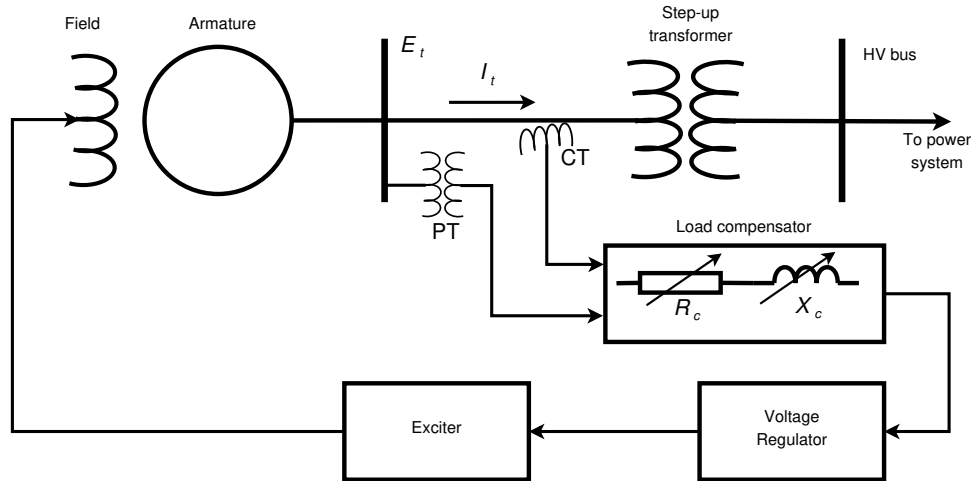 Field
Armature
Step-up
transformer
E t
HV bus
I t
CT
To power
system
PT
Load compensator
R c
X c
Exciter
Voltage
Regulator